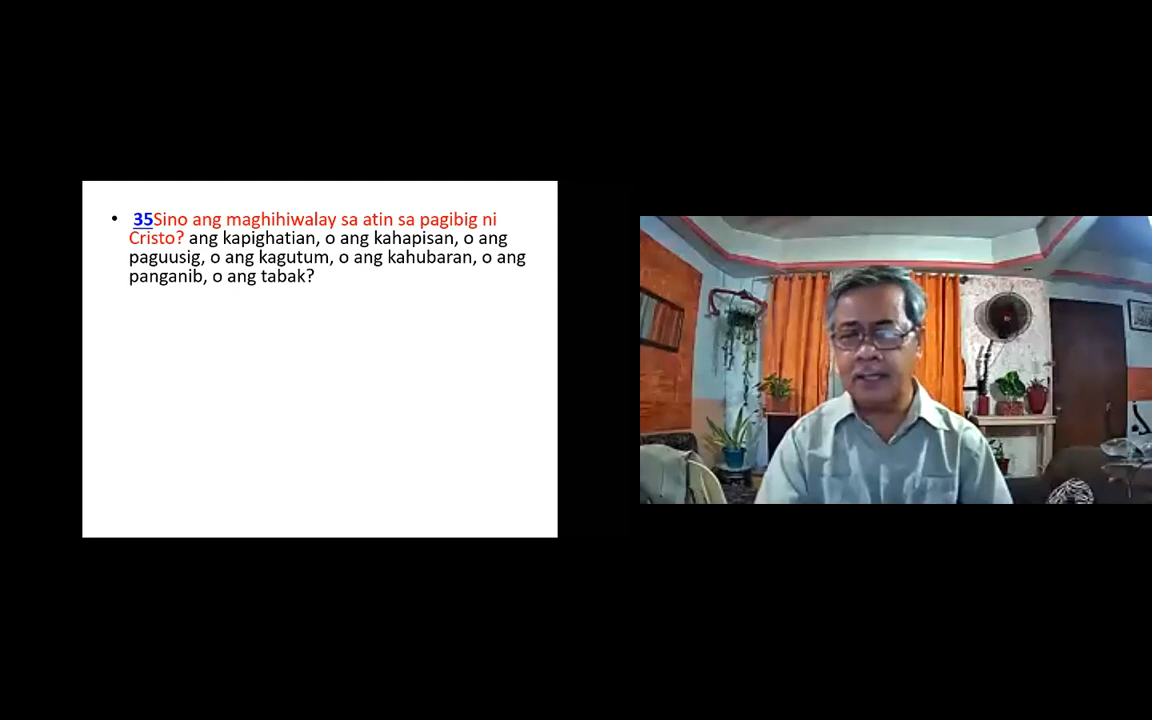 • 35Sino ang maghihiwalay sa atin sa pagibig ni
Cristo? ang kapighatian, o ang kahapisan, o ang
paguusig, o ang kagutum, o ang kahubaran, o ang
panganib, o ang tabak?